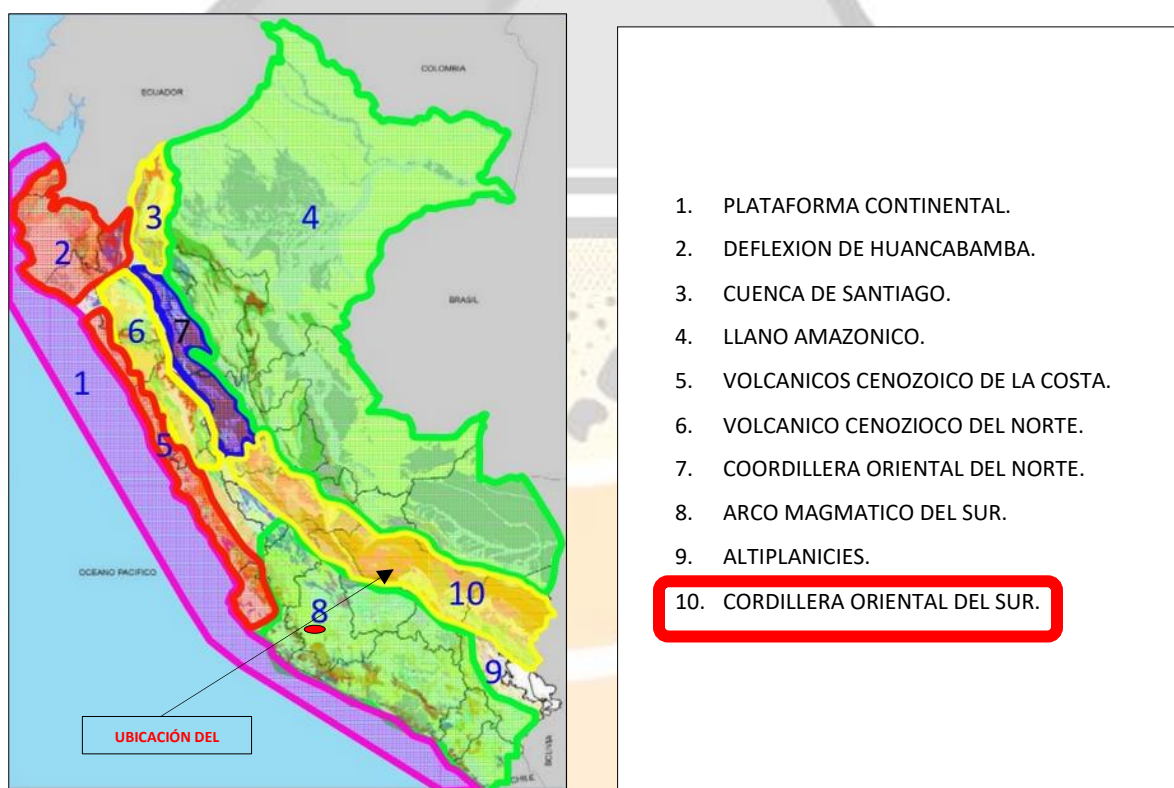 COLOMBIA
ECUADOR
3
4
2
BRASIL
7
6
1
5
OCEANO PACIFICO
10
8
9
UBICACIÓN DEL
BOLIVIA
CHILE
1. PLATAFORMA CONTINENTAL.
2. DEFLEXION DE HUANCABAMBA.
3. CUENCA DE SANTIAGO.
4. LLANO AMAZONICO.
5. VOLCANICOS CENOZOICO DE LA COSTA.
6. VOLCANICO CENOZIOCO DEL NORTE.
7. COORDILLERA ORIENTAL DEL NORTE.
8. ARCO MAGMATICO DEL SUR.
9. ALTIPLANICIES.
10. CORDILLERA ORIENTAL DEL SUR.